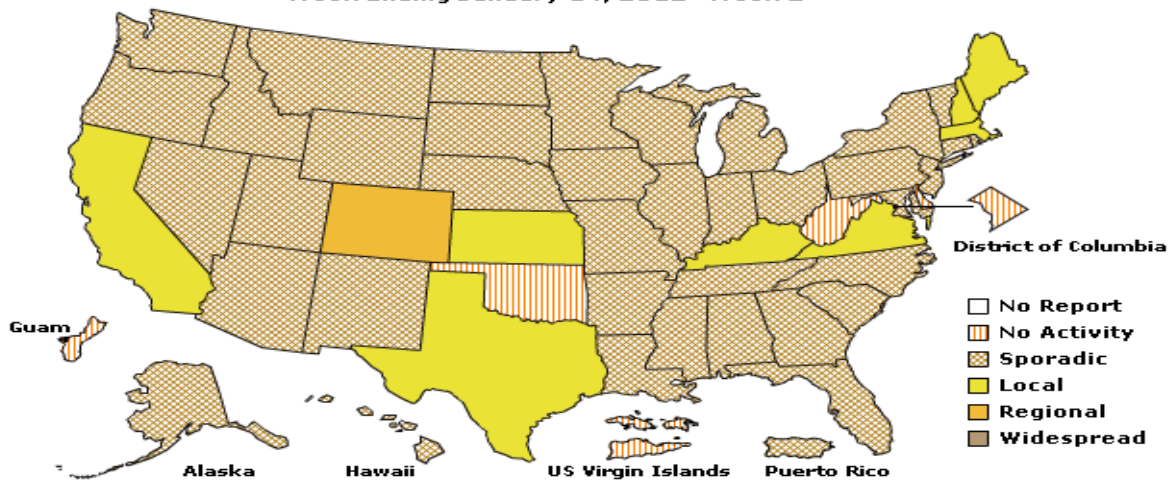 District of Columbia
No Report
No Activity
Guam
Sporadic
Local
Regional
Widespread
Alaska
Hawaii
US Virgin Islands
Puerto Rico